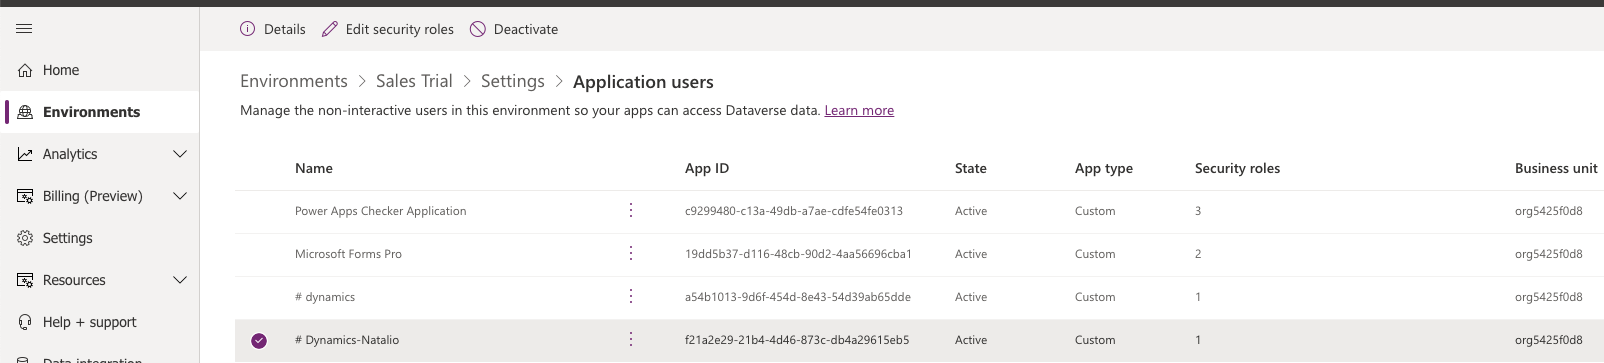 Details Edit security roles Deactivate
Home
Environments
Analytics
Billing (Preview)
Settings
Resources
Help + support
Data integration
Environments > Sales Trial > Settings > Application users
Manage the non-interactive users in this environment so your apps can access Dataverse data. Learn more
Name App ID State App type Security roles Business unit
Power Apps Checker Application c9299480-c13a-49db-a7ae-cdfe54fe0313 Active Custom 3 org5425f0d8
Microsoft Forms Pro 19dd5b37-d116-48cb-90d2-4aa56696cba1 Active Custom 2 org5425f0d8
# dynamics a54b1013-9d6f-454d-8e43-54d39ab65dde Active Custom 1 org5425f0d8
# Dynamics-Natalio f21a2e29-21b4-4d46-873c-db4a29615eb5 Active Custom 1 org5425f0d8